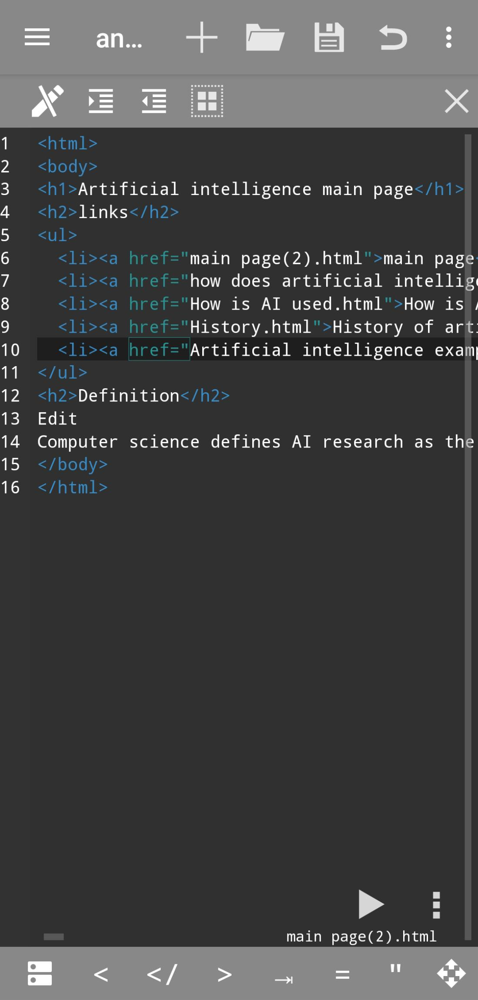 an...
1 <html>
2 <body>
3 <h1>Artificial intelligence main page</h1>
4 <h2>links</h2>
5 <ul>
6 <li><a href="main page(2).html">main page<
7 <li><a href="how does artificial intellige
8 <li><a href="How is AI used.html">How is A
9 <li><a href="History.html">History of arti
10 <li><a href="Artificial intelligence examp
11 </ul>
12 <h2>Definition</h2>
13 Edit
14 Computer science defines AI research as the
15 </body>
16 </html>
main page(2).html
< </ > = "